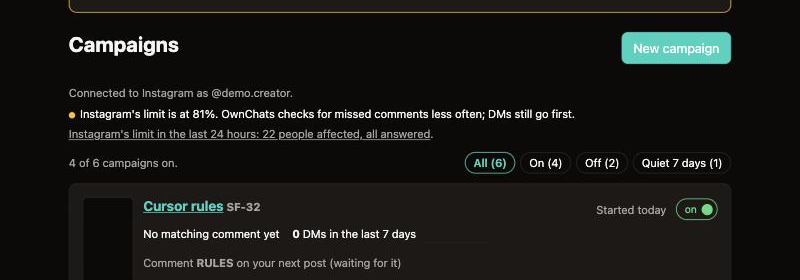 Campaigns
New campaign
Connected to Instagram as @demo.creator.
Instagram's limit is at 81%. OwnChats checks for missed comments less often; DMs still go first.
Instagram's limit in the last 24 hours: 22 people affected, all answered.
4 of 6 campaigns on.
All (6) On (4) Off (2) Quiet 7 days (1)
Cursor rules SF-32
Started today on
No matching comment yet 0 DMs in the last 7 days
Comment RULES on your next post (waiting for it)